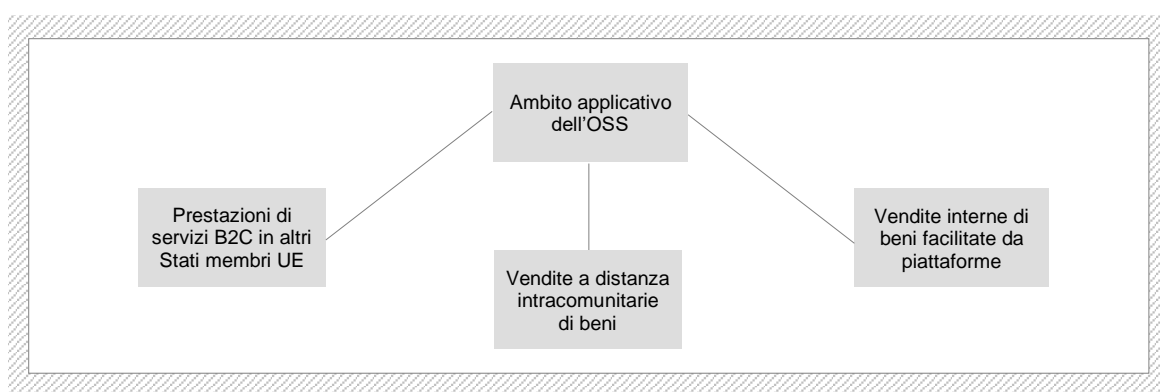 Ambito applicativo
dell’OSS
Prestazioni di
servizi B2C in altri
Stati membri UE
Vendite a distanza
intracomunitarie
di beni
Vendite interne di
beni facilitate da
piattaforme